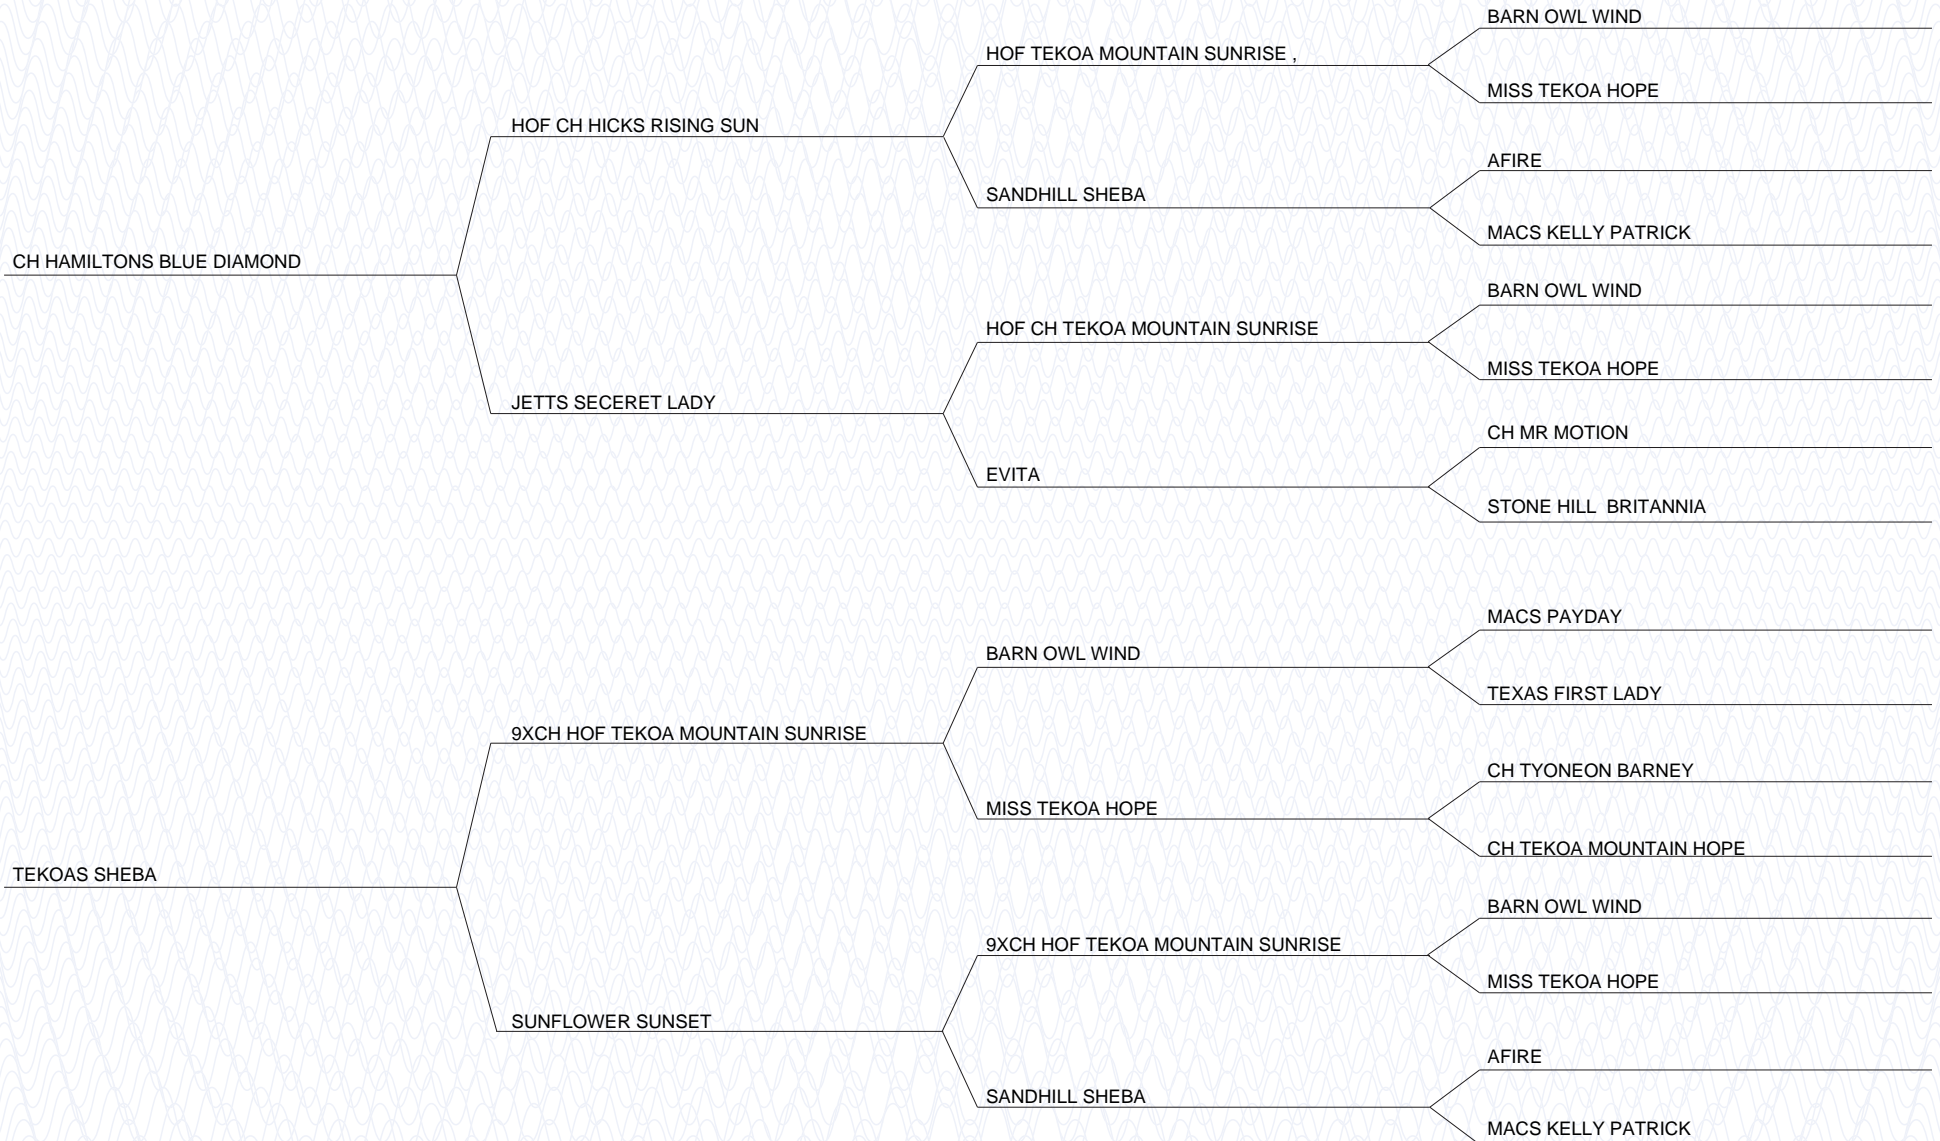 BARN OWL WIND
HOF TEKOA MOUNTAIN SUNRISE ,
MISS TEKOA HOPE
HOF CH HICKS RISING SUN
AFIRE
SANDHILL SHEBA
MACS KELLY PATRICK
CH HAMILTONS BLUE DIAMOND
BARN OWL WIND
HOF CH TEKOA MOUNTAIN SUNRISE
MISS TEKOA HOPE
JETTS SECERET LADY
CH MR MOTION
EVITA
STONE HILL  BRITANNIA
MACS PAYDAY
BARN OWL WIND
TEXAS FIRST LADY
9XCH HOF TEKOA MOUNTAIN SUNRISE
CH TYONEON BARNEY
MISS TEKOA HOPE
CH TEKOA MOUNTAIN HOPE
TEKOAS SHEBA
BARN OWL WIND
9XCH HOF TEKOA MOUNTAIN SUNRISE
MISS TEKOA HOPE
SUNFLOWER SUNSET
AFIRE
SANDHILL SHEBA
MACS KELLY PATRICK